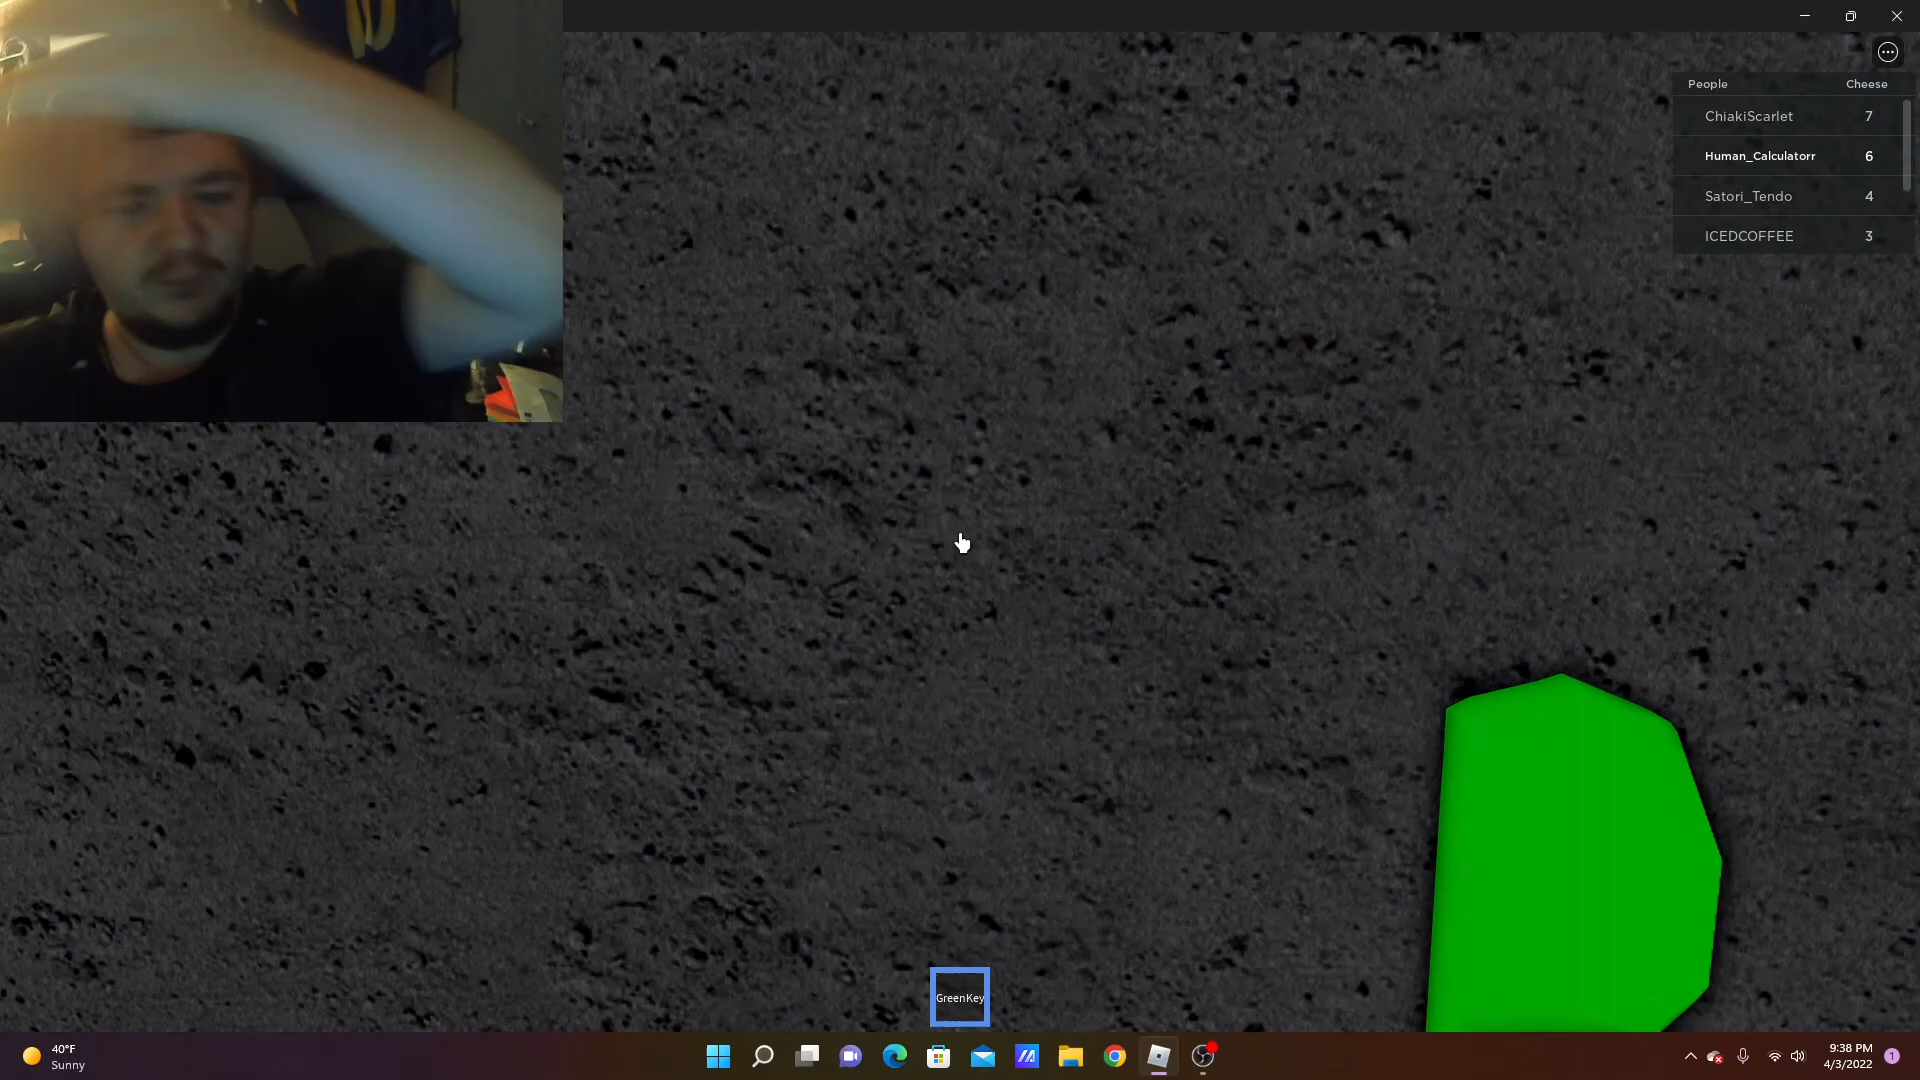 People Cheese
ChiakiScarlet 7
Human_Calculatorr 6
Satori_Tendo 4
ICEDCOFFEE 3
GreenKey
40°F
Sunny
9:38 PM
4/3/2022
1